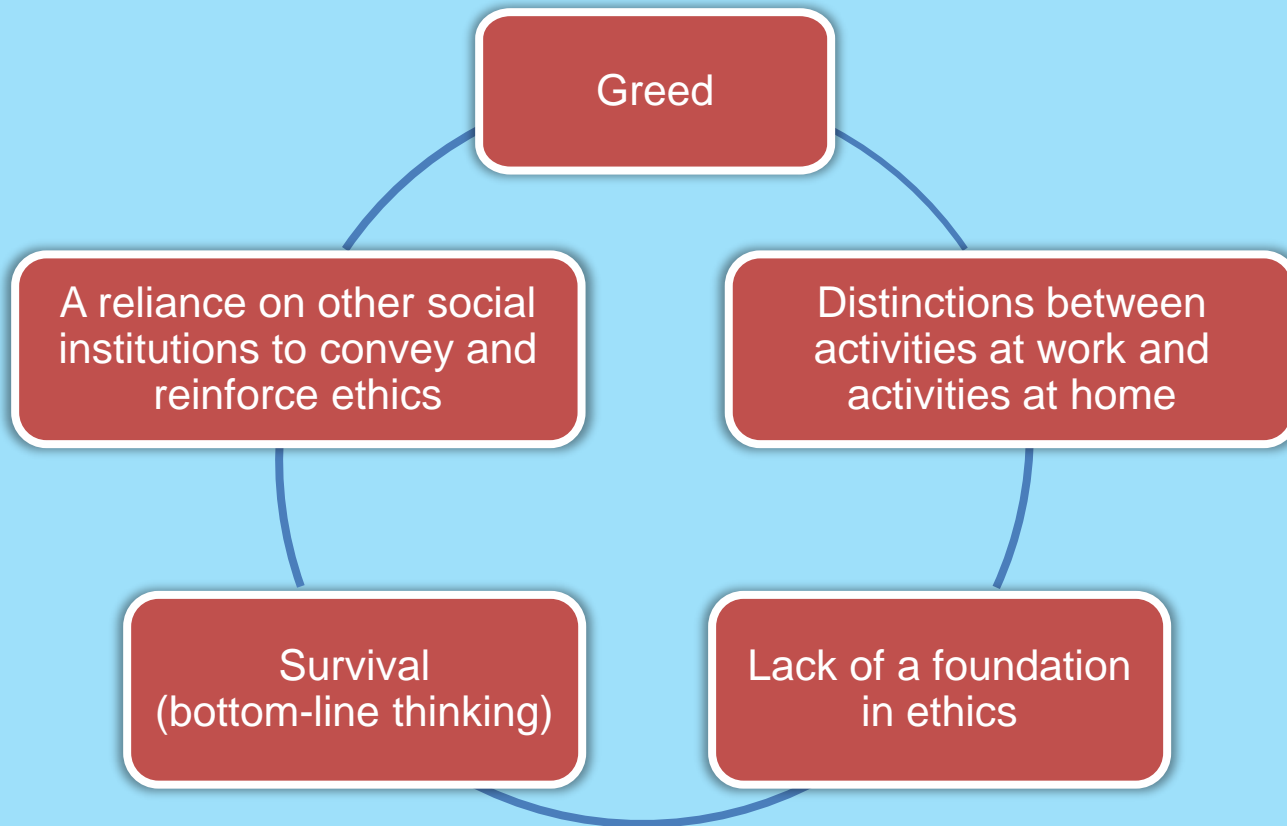 Greed
A reliance on other social
institutions to convey and
reinforce ethics
Distinctions between
activities at work and
activities at home
Survival
(bottom-line thinking)
Lack of a foundation
in ethics